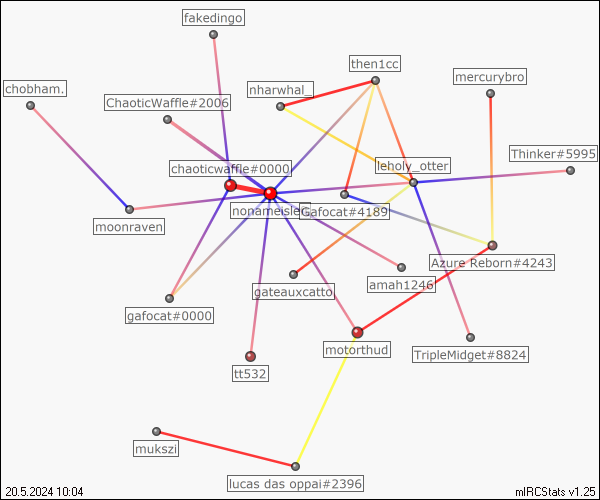 fakedingo
then1cc
mercurybro
chobham.
nharwhal_
ChaoticWaffle#2006
Thinker#5995
chaoticwaffle#0000
leholy_otter
Gafocat#4189
moonraven
Azure Reborn#4243
amah1246
gateauxcatto.
gafocat#0000
motorthud
TripleMidget#8824
tt532
mukszi
lucas das oppai#2396
20.5.2024 10:04
mIRCStats v1.25